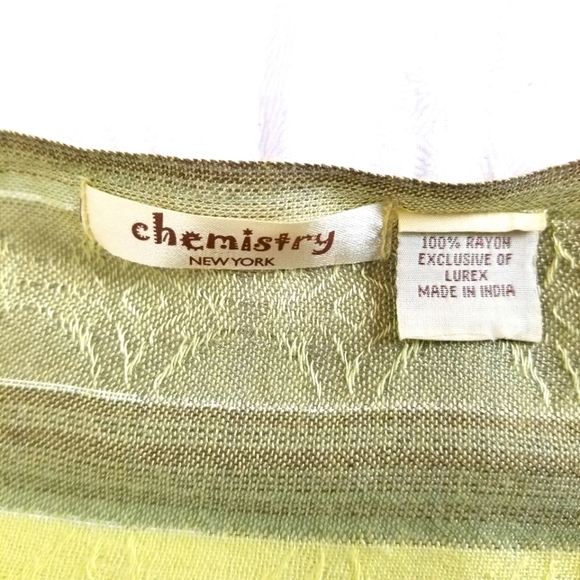 chemistry
NEW YORK
100% RAYON
EXCLUSIVE OF
LUREX
MADE IN INDIA